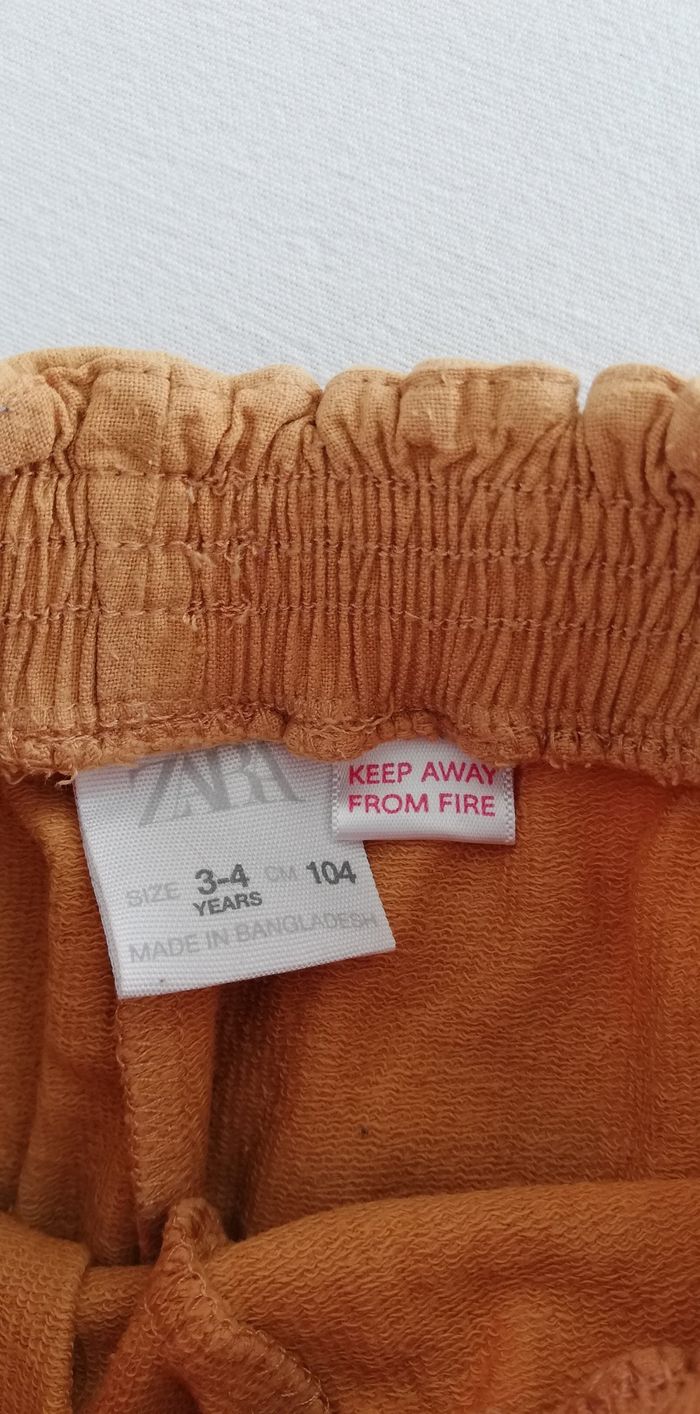 ZARA
SIZE 3-4 YEARS CM 104
MADE IN BANGLADESH
KEEP AWAY
FROM FIRE